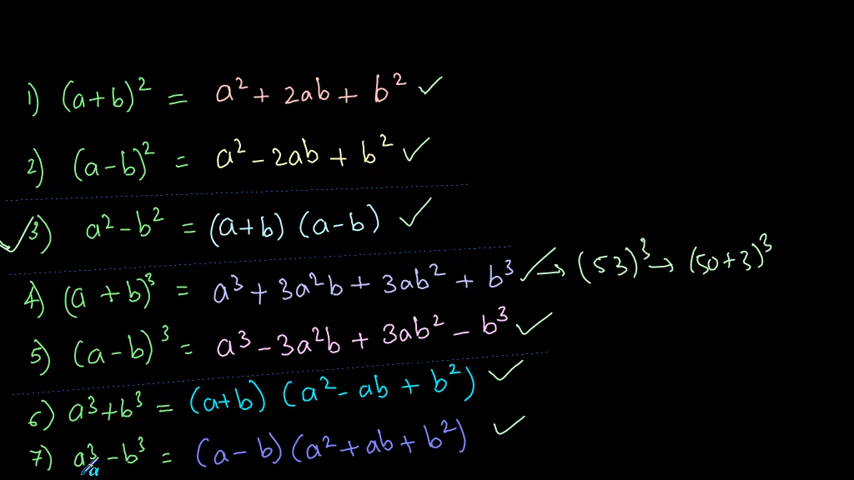 1) (a+b)² = a² + 2ab + b² ✓
2) (a-b)² = a² - 2ab + b² ✓
✓ 3) a² - b² = (a+b) (a-b) ✓
4) (a + b)³ = a³ + 3a²b + 3ab² + b³ ✓ → (53)³ → (50+3)³
5) (a-b)³ = a³ - 3a²b + 3ab² - b³ ✓
6) a³+b³ = (a+b) (a² - ab + b²) ✓
7) a³ - b³ = (a-b) (a² + ab + b²) ✓
a